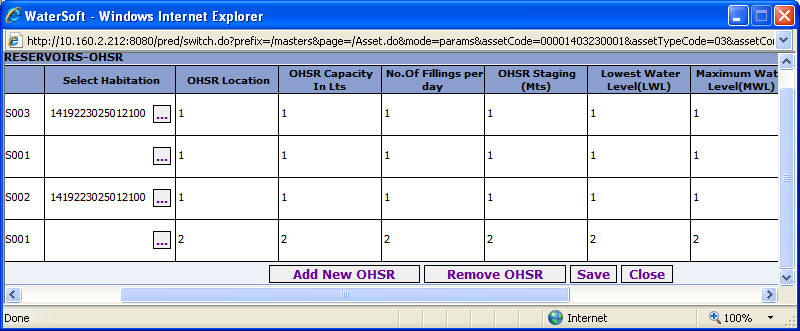 WaterSoft - Windows Internet Explorer
http://10.160.2.212:8080/pred/switch.do?prefix=/masters&page=/Asset.do&mode=params&assetCode=00001403230001&assetTypeCode=03&assetCo
RESERVOIRS-OHSR
Select Habitation OHSR Location OHSR Capacity In Lts No.Of Fillings per day OHSR Staging (Mts) Lowest Water Level(LWL) Maximum Wat Level(MWL)
S003 1419223025012100 ... 1 1 1 1 1 1
S001 ... 1 1 1 1 1 1
S002 1419223025012100 ... 1 1 1 1 1 1
S001 ... 2 2 2 2 2 2
Add New OHSR Remove OHSR Save Close
Done Internet 100%